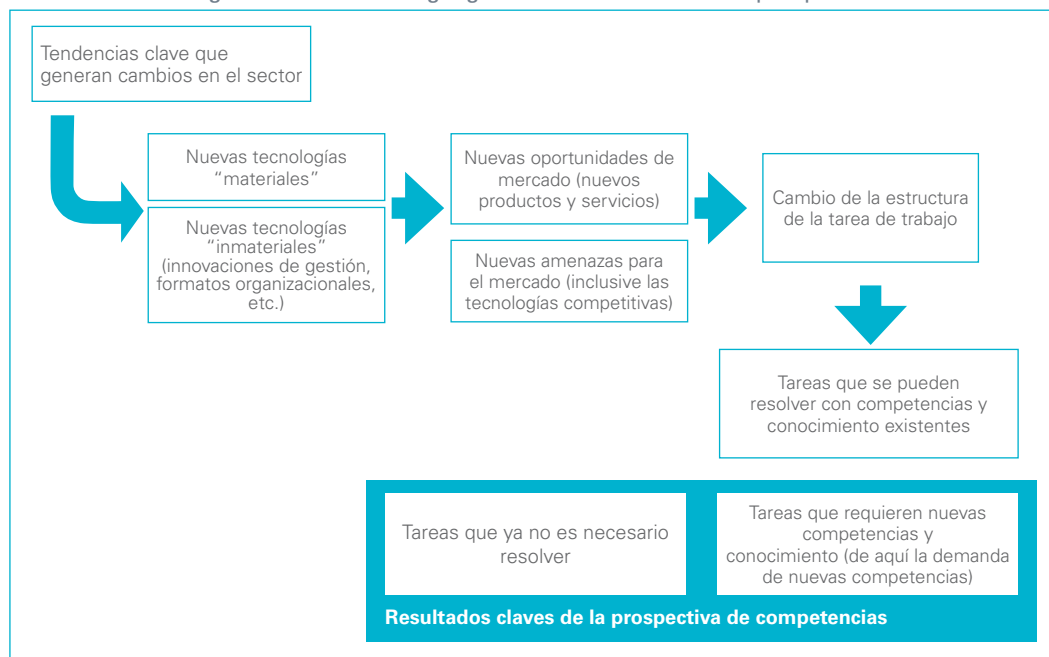 Tendencias clave que
generan cambios en el sector
Nuevas tecnologías
“materiales”
Nuevas tecnologías
“inmateriales”
(innovaciones de gestión,
formatos organizacionales,
etc.)
Nuevas oportunidades de
mercado (nuevos
productos y servicios)
Nuevas amenazas para
el mercado (inclusive las
tecnologías competitivas)
Cambio de la estructura
de la tarea de trabajo
Tareas que se pueden
resolver con competencias y
conocimiento existentes
Tareas que ya no es necesario
resolver
Tareas que requieren nuevas
competencias y
conocimiento (de aquí la demanda
de nuevas competencias)
Resultados claves de la prospectiva de competencias